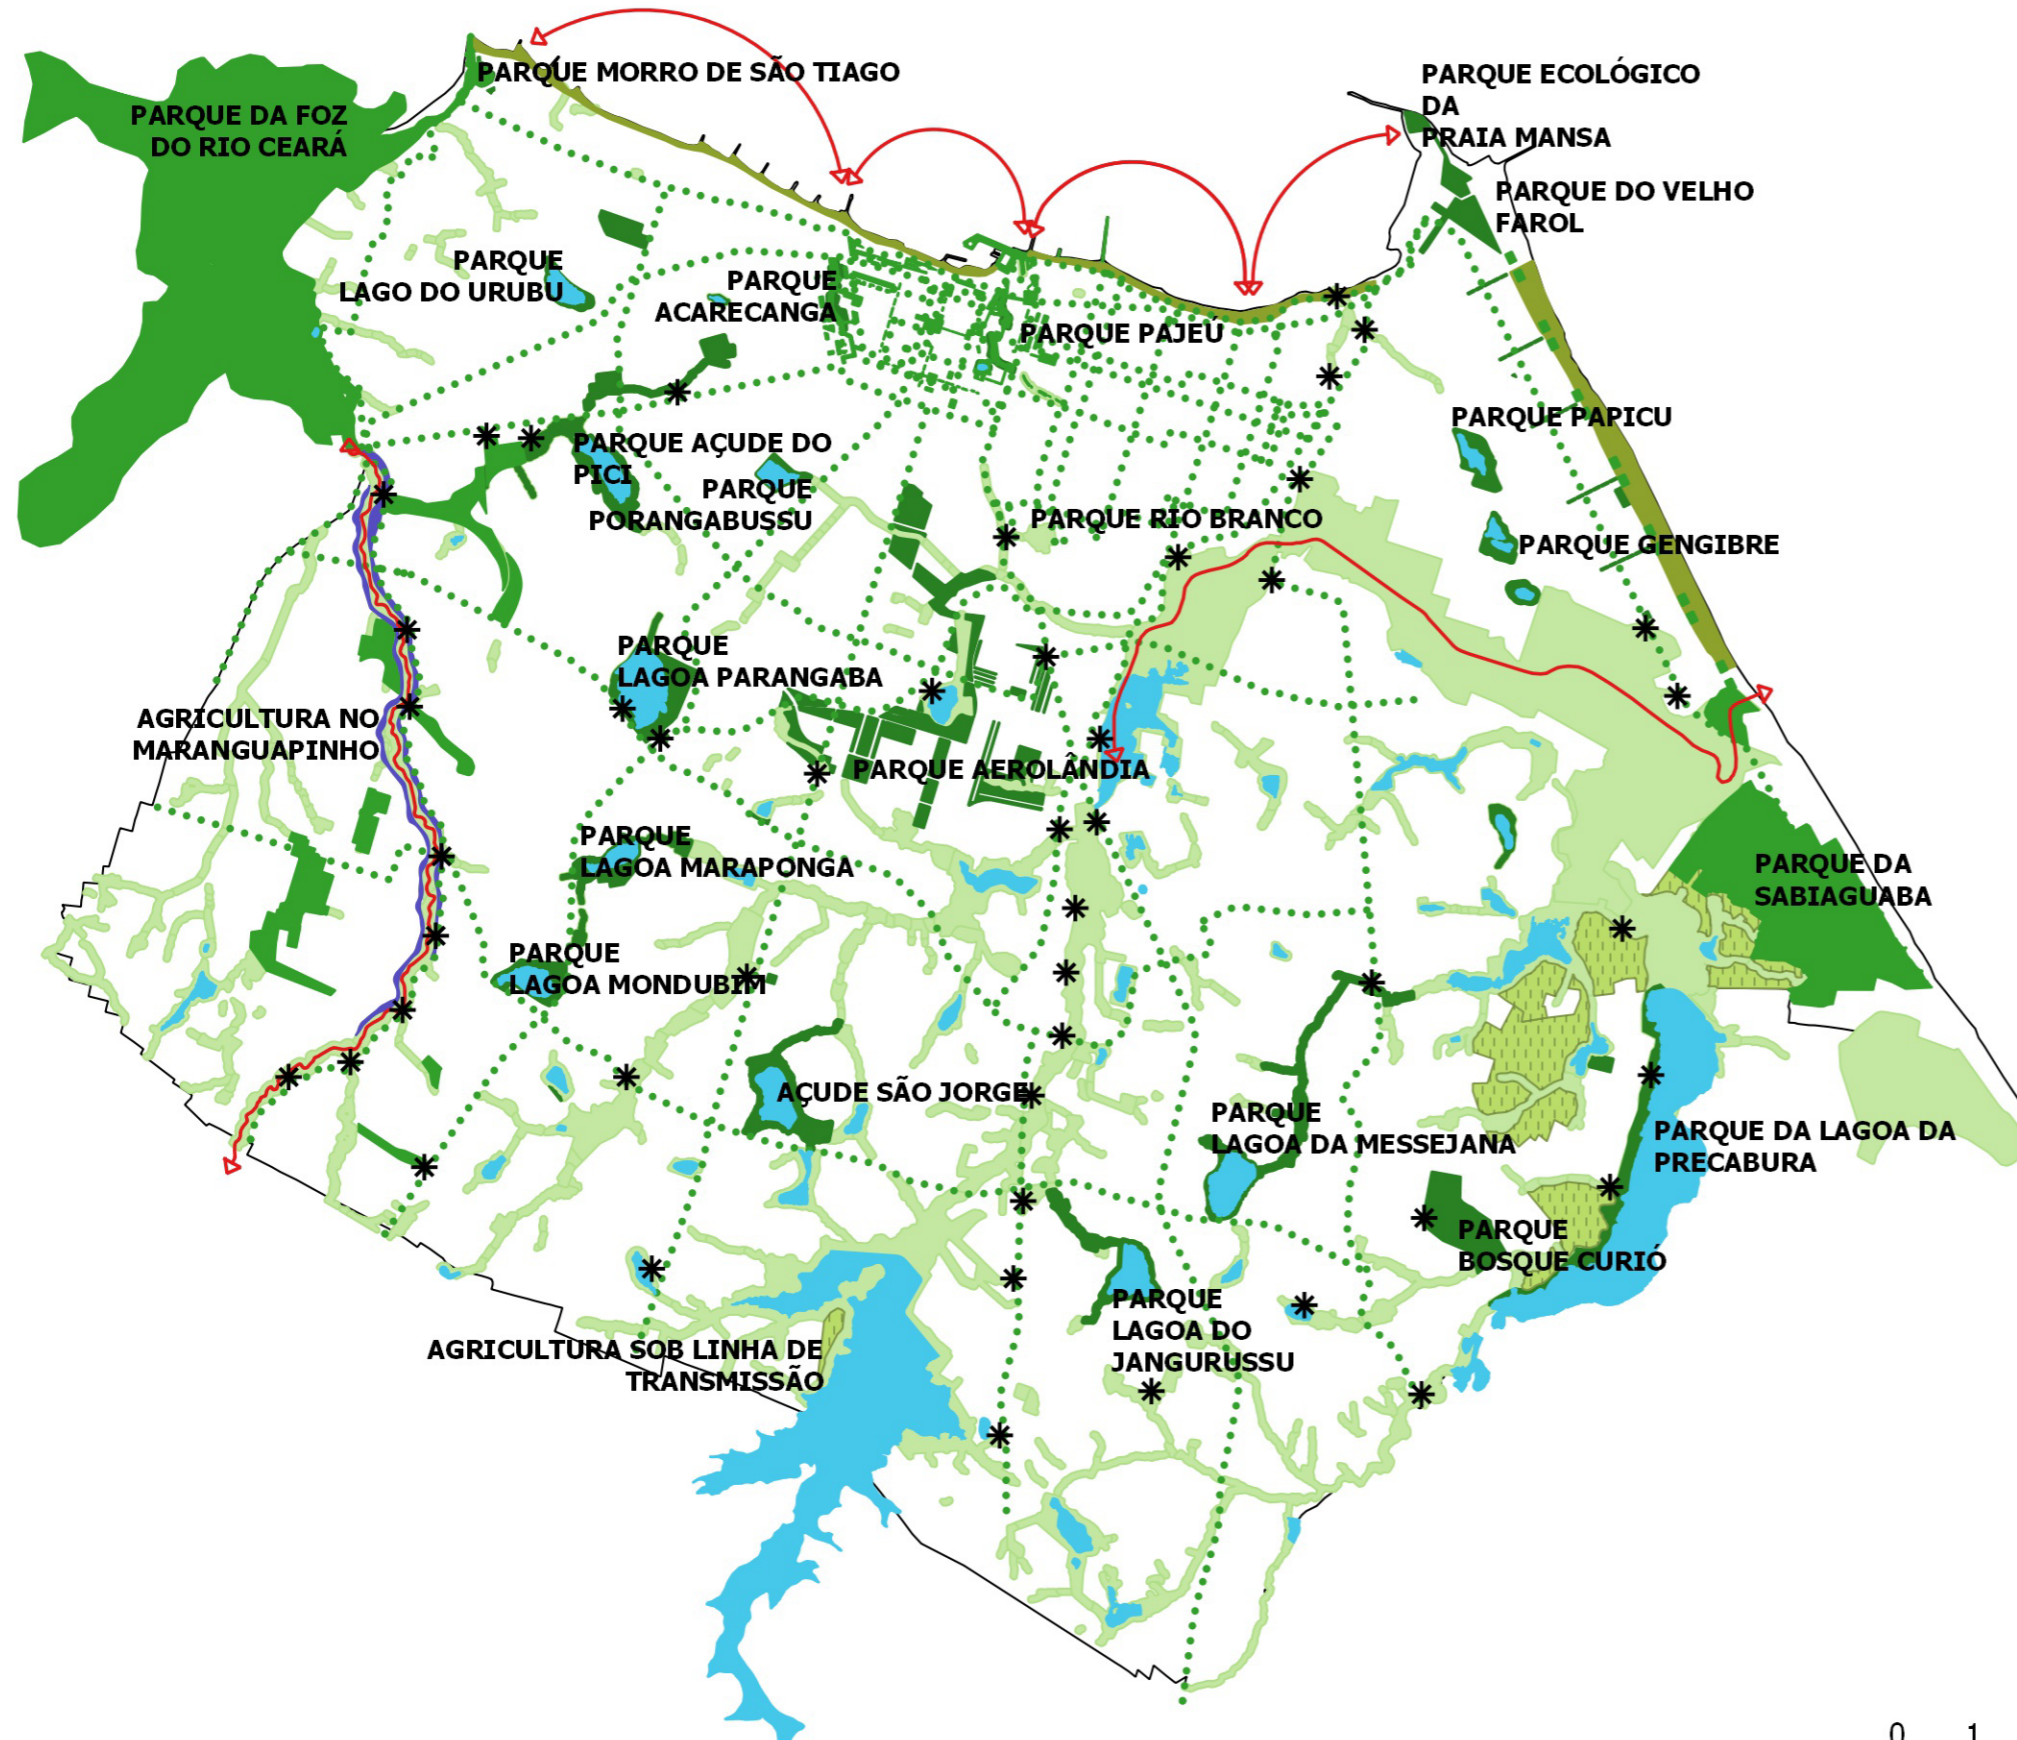 PARQUE MORRO DE SÃO TIAGO
PARQUE ECOLÓGICO
DA
PRAIA MANSA
PARQUE DA FOZ
DO RIO CEARÁ
PARQUE DO VELHO
FAROL
PARQUE
LAGO DO URUBU
PARQUE
ACARECANGA
PARQUE PAJEÚ
PARQUE PAPICU
PARQUE AÇUDE DO
PICI
PARQUE
PORANGABUSSU
PARQUE RIO BRANCO
PARQUE GENGIBRE
PARQUE
LAGOA PARANGABA
AGRICULTURA NO
MARANGUAPINHO
PARQUE AEROLÂNDIA
PARQUE
LAGOA MARAPONGA
PARQUE DA
SABIAGUABA
PARQUE
LAGOA MONDUBIM
AÇUDE SÃO JORGE
PARQUE
LAGOA DA MESSEJANA
PARQUE DA LAGOA DA
PRECABURA
PARQUE
BOSQUE CURIÓ
PARQUE
LAGOA DO
JANGURUSSU
AGRICULTURA SOB LINHA DE
TRANSMISSÃO
0 1